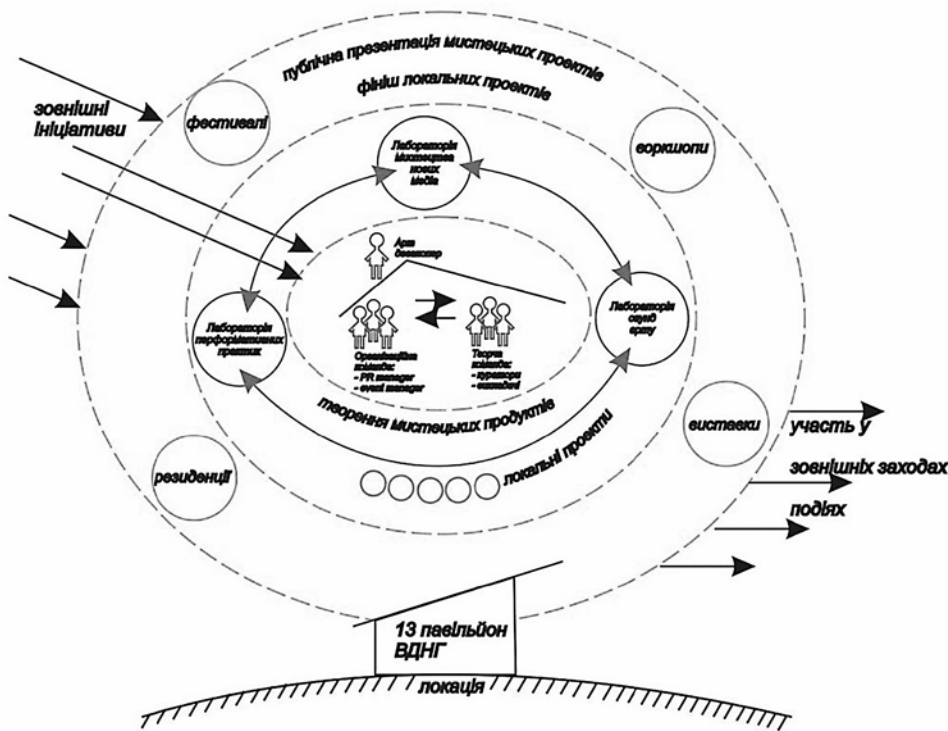 публічна презентація мистецьких проектів
фініш локальних проектів
зовнішні
ініціативи
фестивалі
воркшопи
Лабораторія
Мистецтва
нових
медіа
Арт
девелопер
Лабораторія
перформативних
практик
Лабораторія
саунд
арту
Організаційна
команда:
- PR manager
- event manager
Творча
команда:
- куратори
- викладачі
творення мистецьких продуктів
локальні проекти
резиденції
виставки
участь у
зовнішніх заходах
подіях
13 павільйон
ВДНГ
локація